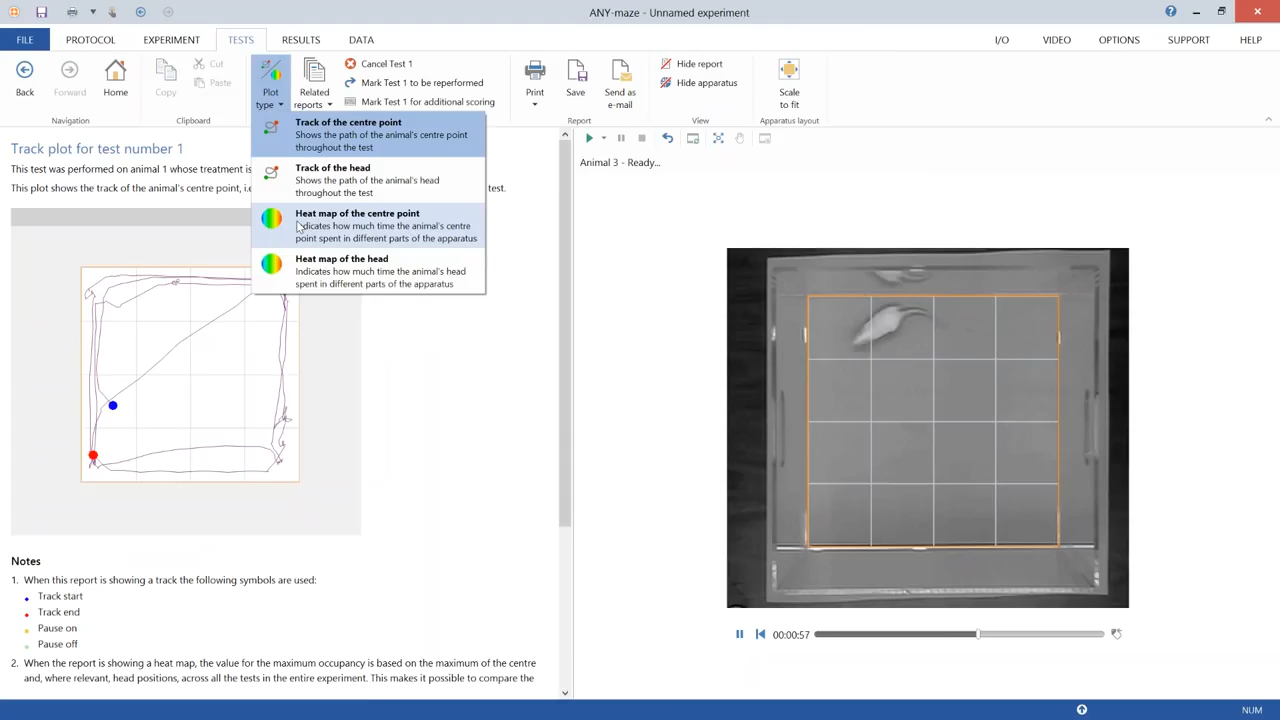 ANY-maze - Unnamed experiment
FILE PROTOCOL EXPERIMENT TESTS RESULTS DATA I/O VIDEO OPTIONS SUPPORT HELP
Back
Forward
Home
Navigation
Copy
Cut
Paste
Clipboard
Plot
type
Related
reports
Cancel Test 1
Mark Test 1 to be reperformed
Mark Test 1 for additional scoring
Print
Save
Send as
e-mail
Report
Hide report
Hide apparatus
View
Scale
to fit
Apparatus layout
Track of the centre point
Shows the path of the animal's centre point
throughout the test
Track of the head
Shows the path of the animal's head
throughout the test
Heat map of the centre point
Indicates how much time the animal's centre
point spent in different parts of the apparatus
Heat map of the head
Indicates how much time the animal's head
spent in different parts of the apparatus
Track plot for test number 1
This test was performed on animal 1 whose treatment is
This plot shows the track of the animal's centre point, i.e. test.
Notes
1. When this report is showing a track the following symbols are used:
Track start
Track end
Pause on
Pause off
2. When the report is showing a heat map, the value for the maximum occupancy is based on the maximum of the centre
and, where relevant, head positions, across all the tests in the entire experiment. This makes it possible to compare the
Animal 3 - Ready...
00:00:57
NUM